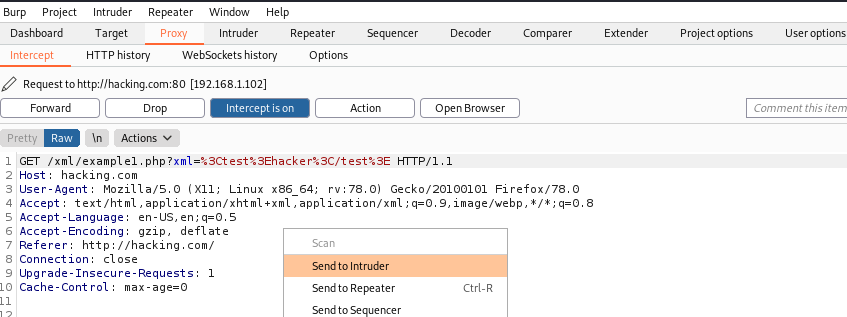 Burp Project Intruder Repeater Window Help
Dashboard Target Proxy Intruder Repeater Sequencer Decoder Comparer Extender Project options User options
Intercept HTTP history WebSockets history Options
Request to http://hacking.com:80 [192.168.1.102]
Forward Drop Intercept is on Action Open Browser Comment this item
Pretty Raw \n Actions
1 GET /xml/example1.php?xml=%3Ctest%3Ehacker%3C/test%3E HTTP/1.1
2 Host: hacking.com
3 User-Agent: Mozilla/5.0 (X11; Linux x86_64; rv:78.0) Gecko/20100101 Firefox/78.0
4 Accept: text/html,application/xhtml+xml,application/xml;q=0.9,image/webp,*/*;q=0.8
5 Accept-Language: en-US,en;q=0.5
6 Accept-Encoding: gzip, deflate
7 Referer: http://hacking.com/
8 Connection: close
9 Upgrade-Insecure-Requests: 1
10 Cache-Control: max-age=0
11
12
Scan
Send to Intruder
Send to Repeater Ctrl-R
Send to Sequencer